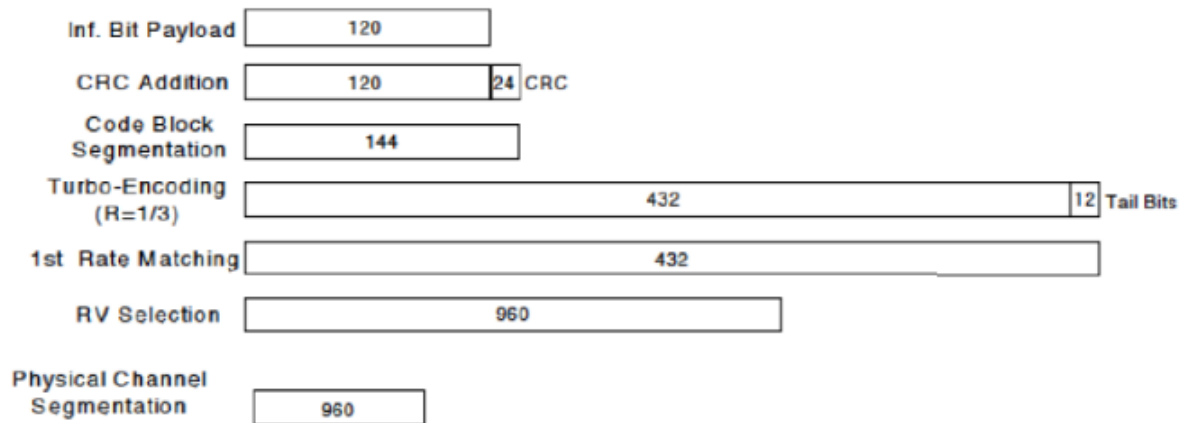 Inf. Bit Payload 120
CRC Addition 120 24 CRC
Code Block
Segmentation 144
Turbo-Encoding
(R=1/3) 432 12 Tail Bits
1st Rate Matching 432
RV Selection 960
Physical Channel
Segmentation 960